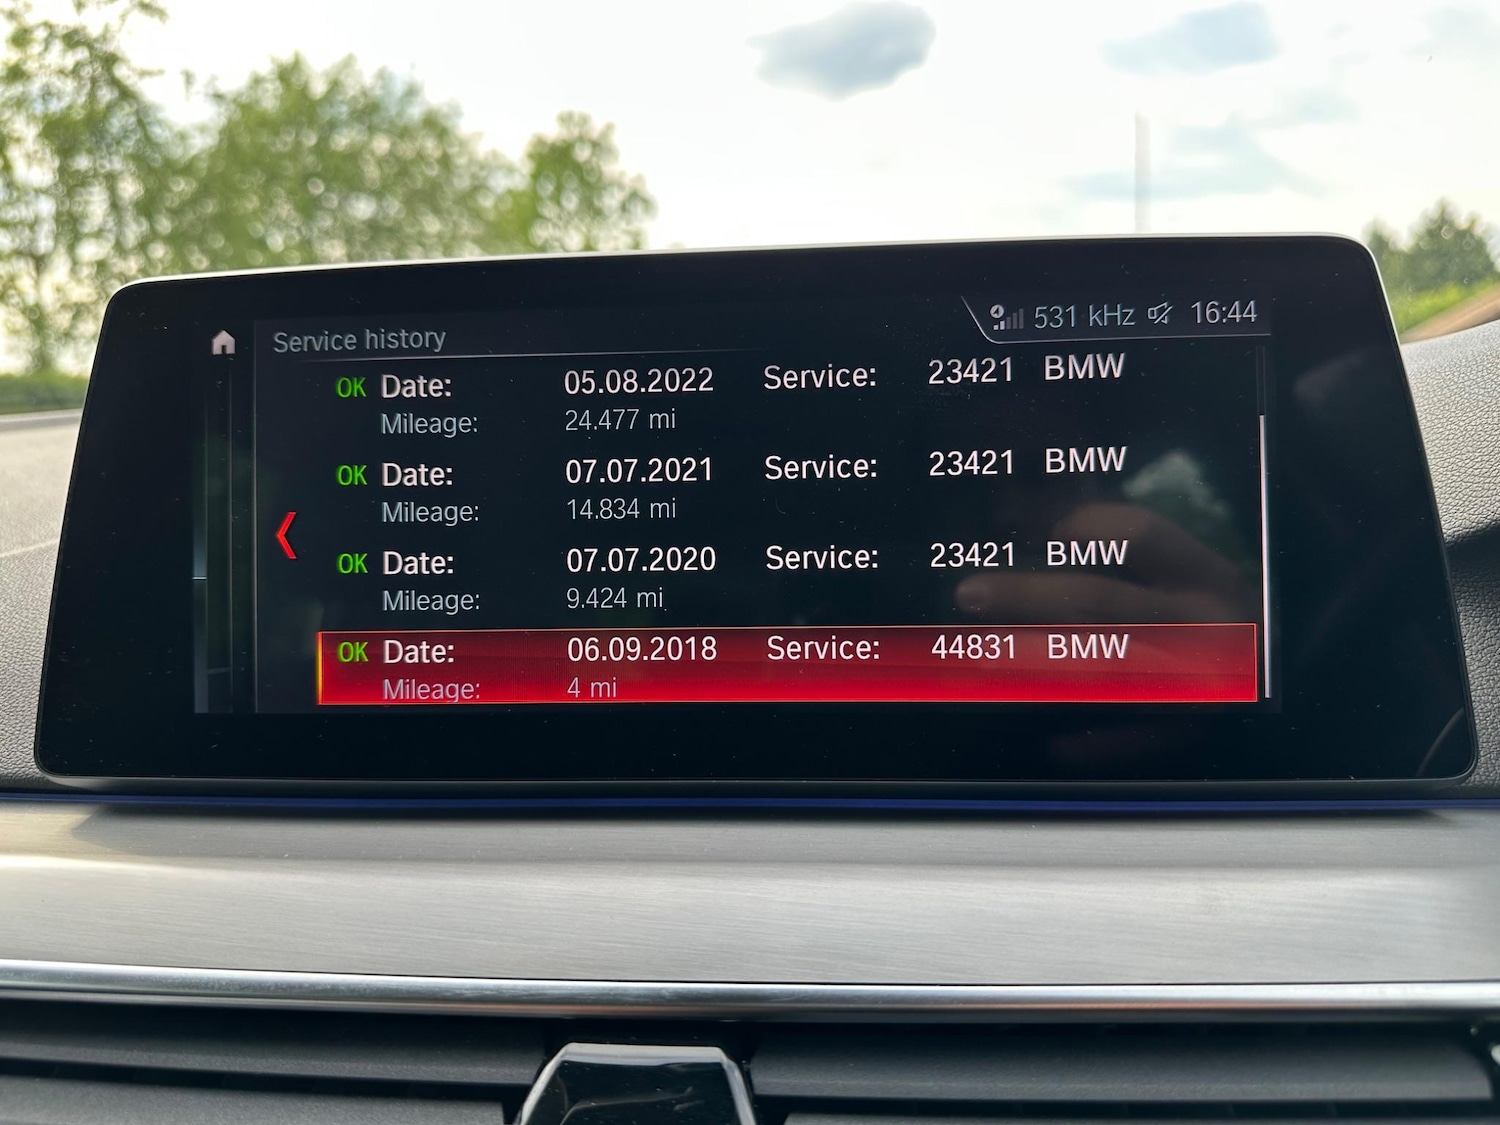 Service history 531 kHz 16:44
OK Date: 05.08.2022 Service: 23421 BMW
Mileage: 24.477 mi
OK Date: 07.07.2021 Service: 23421 BMW
Mileage: 14.834 mi
OK Date: 07.07.2020 Service: 23421 BMW
Mileage: 9.424 mi
OK Date: 06.09.2018 Service: 44831 BMW
Mileage: 4 mi